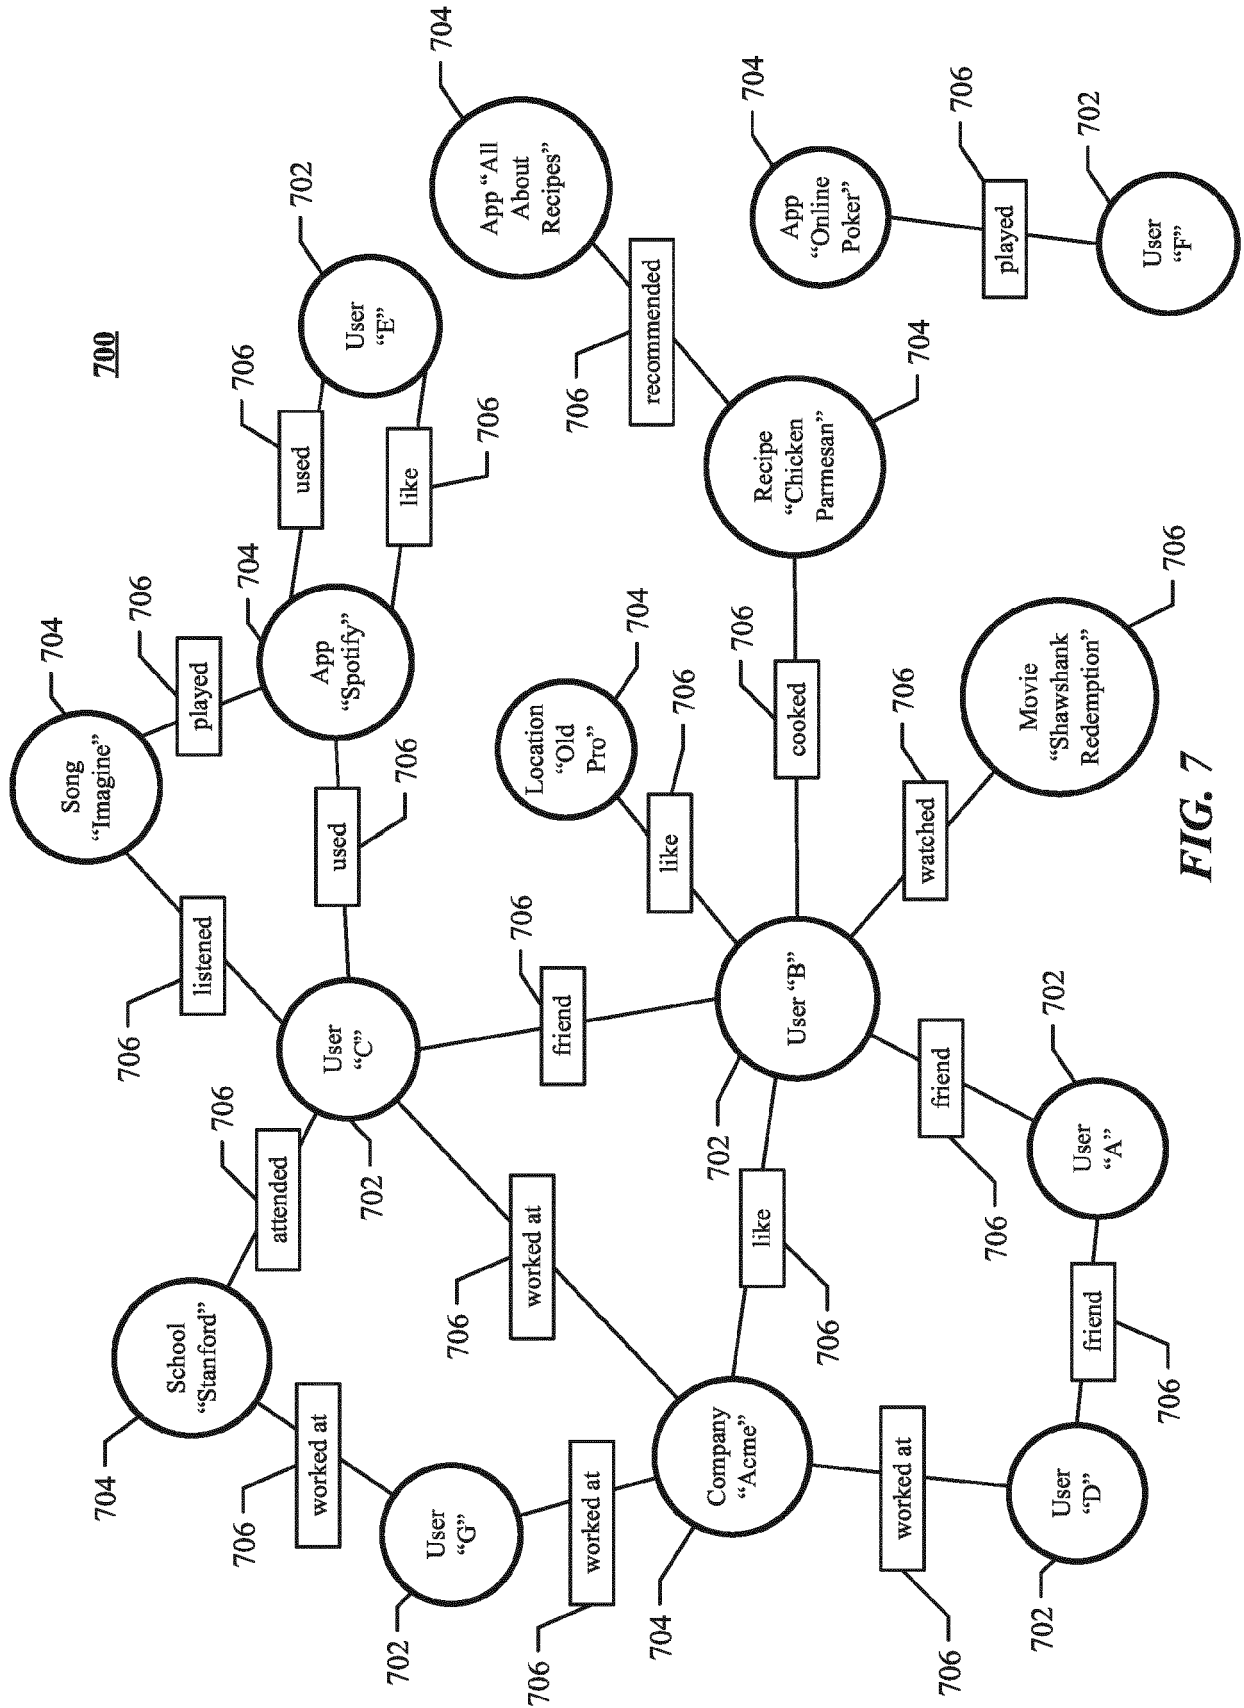 700
704
Song
“Imagine”
704
706
706
School
“Stanford”
listened
played
706
attended
706
704
706
worked at
702
User
“C”
used
App
“Spotify”
used
702
User
“E”
702
706
like
702
User
“G”
704
706
706
worked at
706
friend
706
706
worked at
Location
“Old
Pro”
704
App “All
About
Recipes”
706
recommended
704
Company
“Acme”
like
706
702
User “B”
like
706
706
cooked
Recipe
“Chicken
Parmesan”
704
704
App
“Online
Poker”
706
worked at
706
friend
706
watched
706
played
706
702
User
“D”
702
friend
706
User
“A”
702
Movie
“Shawshank
Redemption”
706
User
“F”
702
FIG. 7